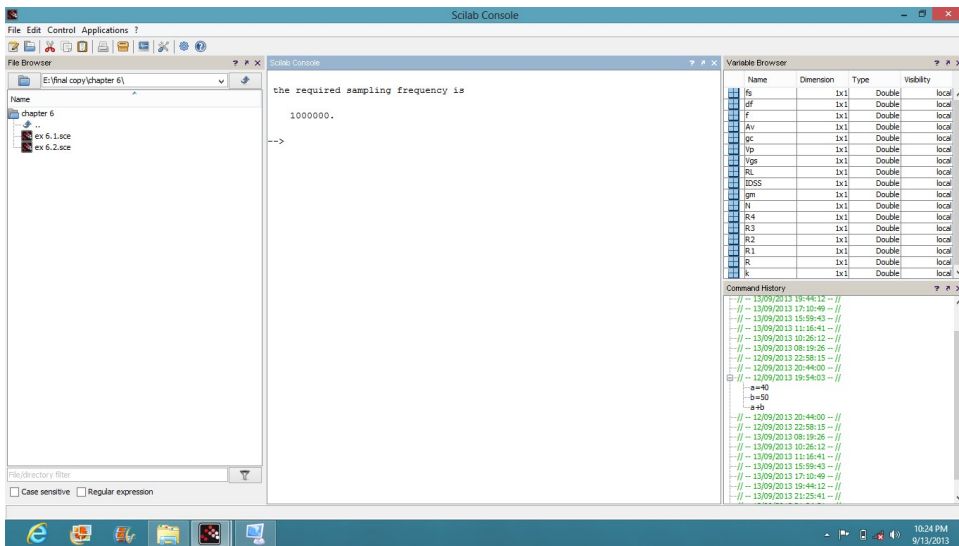 Scilab Console
File Edit Control Applications ?
File Browser ? X
E:\final copy\chapter 6\
Name
chapter 6
..
ex 6.1.sce
ex 6.2.sce
File/directory filter
Case sensitive Regular expression
Scilab Console ? X
the required sampling frequency is
1000000.
-->
Variable Browser ?
Name Dimension Type Visibility
fs 1x1 Double local
df 1x1 Double local
f 1x1 Double local
Av 1x1 Double local
gc 1x1 Double local
Vp 1x1 Double local
Vgs 1x1 Double local
RL 1x1 Double local
IDSS 1x1 Double local
gm 1x1 Double local
N 1x1 Double local
R4 1x1 Double local
R3 1x1 Double local
R2 1x1 Double local
R1 1x1 Double local
R 1x1 Double local
k 1x1 Double local
Command History ?
// -- 13/09/2013 19:44:12 -- //
// -- 13/09/2013 17:10:49 -- //
// -- 13/09/2013 15:59:43 -- //
// -- 13/09/2013 11:16:41 -- //
// -- 13/09/2013 10:26:12 -- //
// -- 13/09/2013 08:19:26 -- //
// -- 12/09/2013 22:58:15 -- //
// -- 12/09/2013 20:44:00 -- //
// -- 12/09/2013 19:54:03 -- //
a=40
b=50
a+b
// -- 12/09/2013 20:44:00 -- //
// -- 12/09/2013 22:58:15 -- //
// -- 13/09/2013 08:19:26 -- //
// -- 13/09/2013 10:26:12 -- //
// -- 13/09/2013 11:16:41 -- //
// -- 13/09/2013 15:59:43 -- //
// -- 13/09/2013 17:10:49 -- //
// -- 13/09/2013 19:44:12 -- //
// -- 13/09/2013 21:25:41 -- //
10:24 PM
9/13/2013